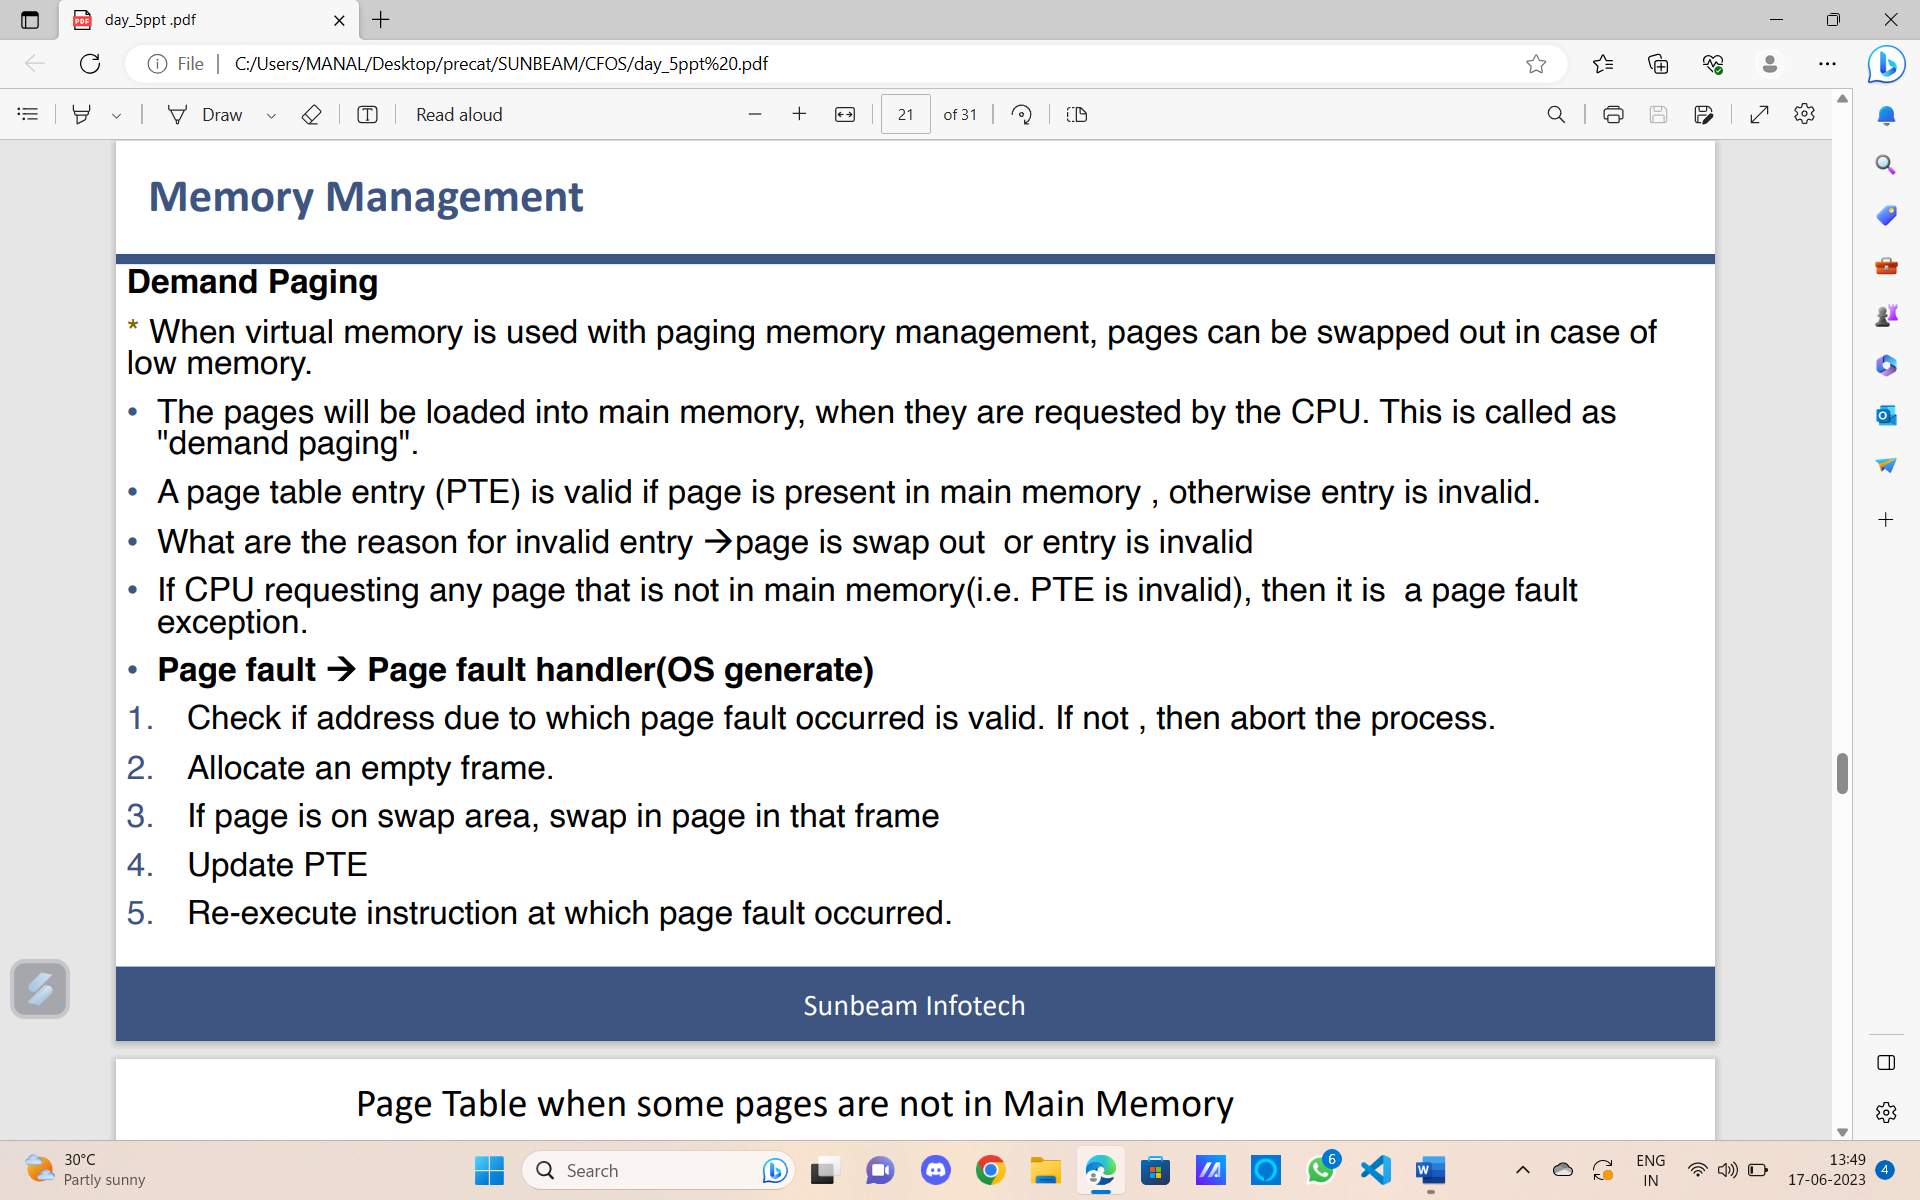 day_5ppt .pdf
File
C:/Users/MANAL/Desktop/precat/SUNBEAM/CFOS/day_5ppt%20.pdf
Draw
Read aloud
21
of 31
Memory Management
Demand Paging
* When virtual memory is used with paging memory management, pages can be swapped out in case of
low memory.
• The pages will be loaded into main memory, when they are requested by the CPU. This is called as
"demand paging".
• A page table entry (PTE) is valid if page is present in main memory , otherwise entry is invalid.
• What are the reason for invalid entry →page is swap out  or entry is invalid
• If CPU requesting any page that is not in main memory(i.e. PTE is invalid), then it is  a page fault
exception.
• Page fault → Page fault handler(OS generate)
1. Check if address due to which page fault occurred is valid. If not , then abort the process.
2. Allocate an empty frame.
3. If page is on swap area, swap in page in that frame
4. Update PTE
5. Re-execute instruction at which page fault occurred.
Sunbeam Infotech
Page Table when some pages are not in Main Memory
30°C
Partly sunny
Search
6
ENG
IN
13:49
17-06-2023
4